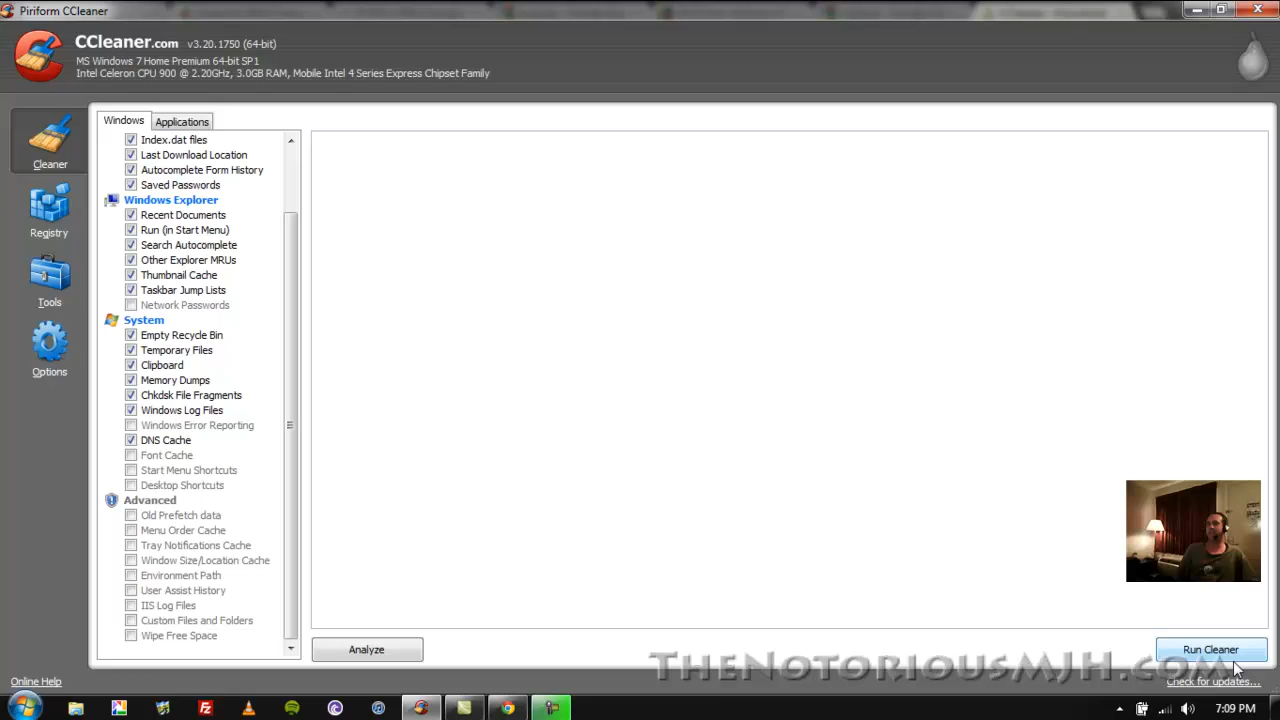 Piriform CCleaner
CCleaner.com v3.20.1750 (64-bit)
MS Windows 7 Home Premium 64-bit SP1
Intel Celeron CPU 900 @ 2.20GHz, 3.0GB RAM, Mobile Intel 4 Series Express Chipset Family
Cleaner
Registry
Tools
Options
Windows
Applications
Index.dat files
Last Download Location
Autocomplete Form History
Saved Passwords
Windows Explorer
Recent Documents
Run (in Start Menu)
Search Autocomplete
Other Explorer MRUs
Thumbnail Cache
Taskbar Jump Lists
Network Passwords
System
Empty Recycle Bin
Temporary Files
Clipboard
Memory Dumps
Chkdsk File Fragments
Windows Log Files
Windows Error Reporting
DNS Cache
Font Cache
Start Menu Shortcuts
Desktop Shortcuts
Advanced
Old Prefetch data
Menu Order Cache
Tray Notifications Cache
Window Size/Location Cache
Environment Path
User Assist History
IIS Log Files
Custom Files and Folders
Wipe Free Space
Analyze
Run Cleaner
Online Help
Check for updates...
7:09 PM